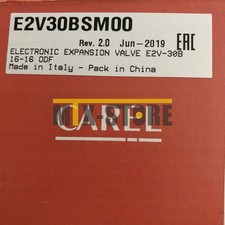 E2V30BSM00
Rev. 2.0 Jun-2019 EAC
ELECTRONIC EXPANSION VALVE E2V-30B
16-16 ODF
Made in Italy - Pack in China
CAREL